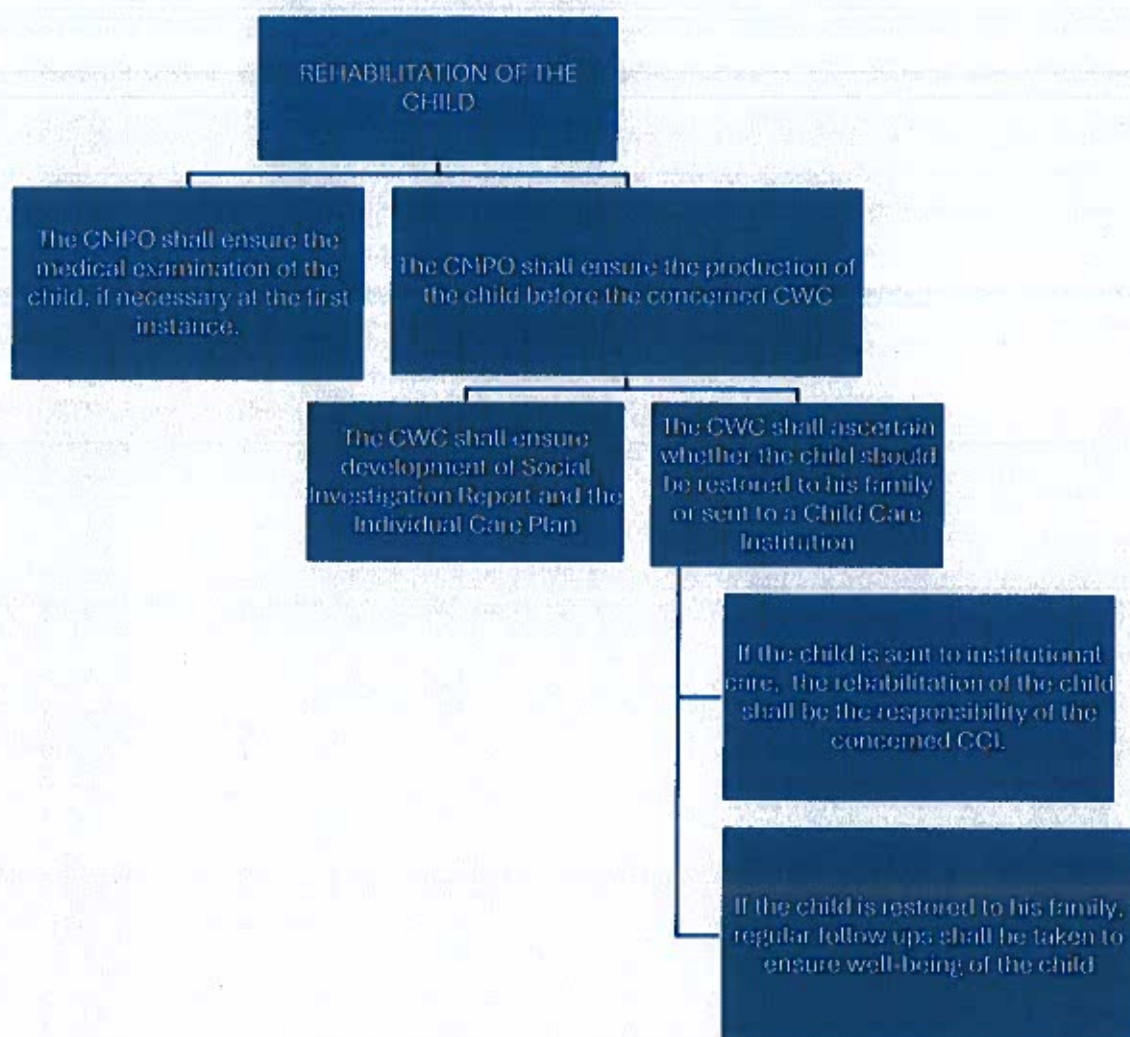 REHABILITATION OF THE
CHILD
The CNPO shall ensure the
medical examination of the
child, if necessary at the first
instance.
The CNPO shall ensure the production of
the child before the concerned CWC
The CWC shall ensure
development of Social
Investigation Report and the
Individual Care Plan
The CWC shall ascertain
whether the child should
be restored to his family
or sent to a Child Care
Institution
If the child is sent to institutional
care, the rehabilitation of the child
shall be the responsibility of the
concerned CCI.
If the child is restored to his family,
regular follow ups shall be taken to
ensure well-being of the child